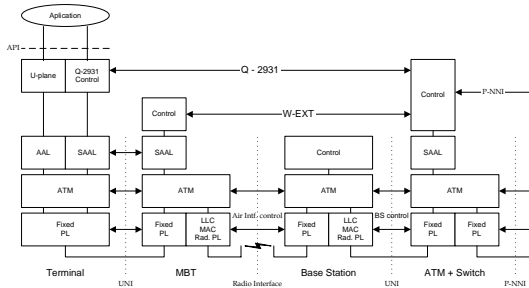 Aplication
API
U-plane
Q-2931
Control
Q - 2931
Control
P-NNI
Control
W-EXT
AAL
SAAL
SAAL
Control
SAAL
ATM
ATM
ATM
ATM
Fixed
PL
Fixed
PL
LLC
MAC
Rad. PL
Air Intf. control
Fixed
PL
LLC
MAC
Rad. PL
BS control
Fixed
PL
Fixed
PL
Terminal
MBT
Base Station
ATM + Switch
UNI
Radio Interface
UNI
P-NNI